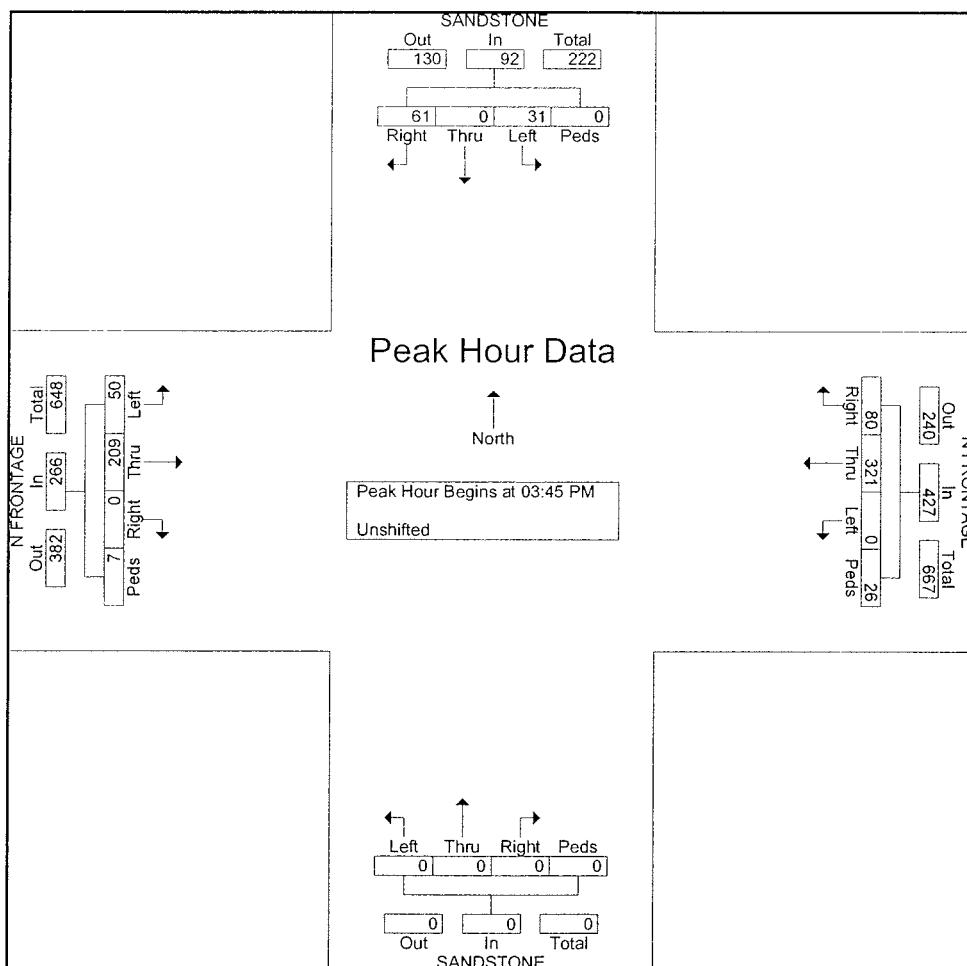 SANDSTONE
Out In Total
130 92 222
61 0 31 0
Right Thru Left Peds
Peak Hour Data
North
Peak Hour Begins at 03:45 PM
Unshifted
N FRONTAGE
Out In Total
382 266 648
Left Thru Right Peds
50 209 0 7
N FRONTAGE
Out In Total
240 427 667
80 321 0 26
Right Thru Left Peds
Left Thru Right Peds
0 0 0 0
0 0 0
Out In Total
SANDSTONE